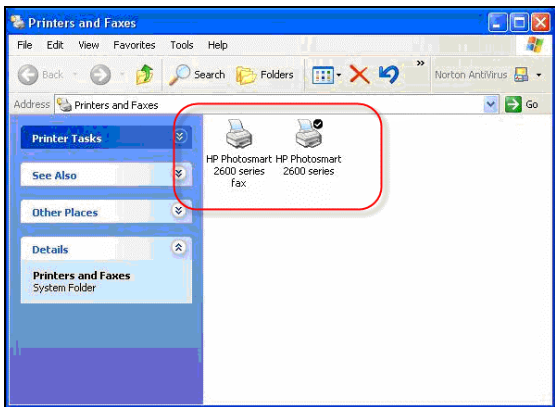 Printers and Faxes
File Edit View Favorites Tools Help
Back Search Folders Norton AntiVirus
Address Printers and Faxes Go
Printer Tasks
See Also
Other Places
Details
Printers and Faxes
System Folder
HP Photosmart
2600 series
fax
HP Photosmart
2600 series